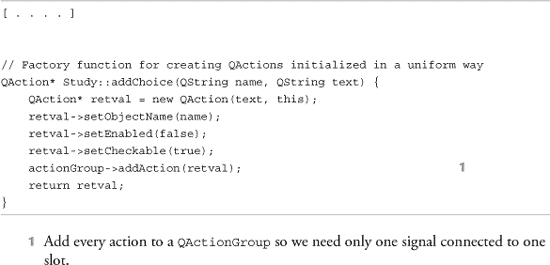 [ . . . . ]
// Factory function for creating QActions initialized in a uniform way
QAction* Study::addChoice(QString name, QString text) {
    QAction* retval = new QAction(text, this);
    retval->setObjectName(name);
    retval->setEnabled(false);
    retval->setCheckable(true);
    actionGroup->addAction(retval); 1
    return retval;
}
1 Add every action to a QActionGroup so we need only one signal connected to one
slot.